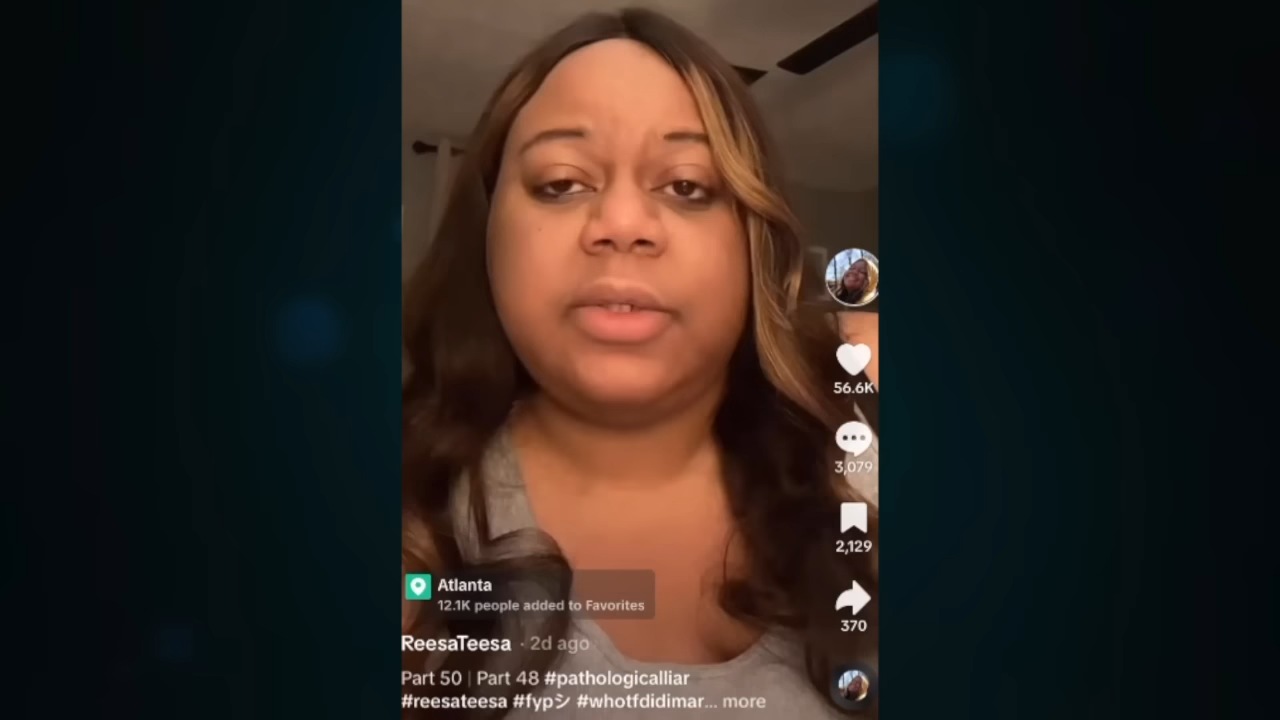 56.6K
3,079
2,129
370
Atlanta
12.1K people added to Favorites
ReesaTeesa · 2d ago
Part 50 | Part 48 #pathologicalliar
#reesateesa #fypシ #whotfdidimar... more